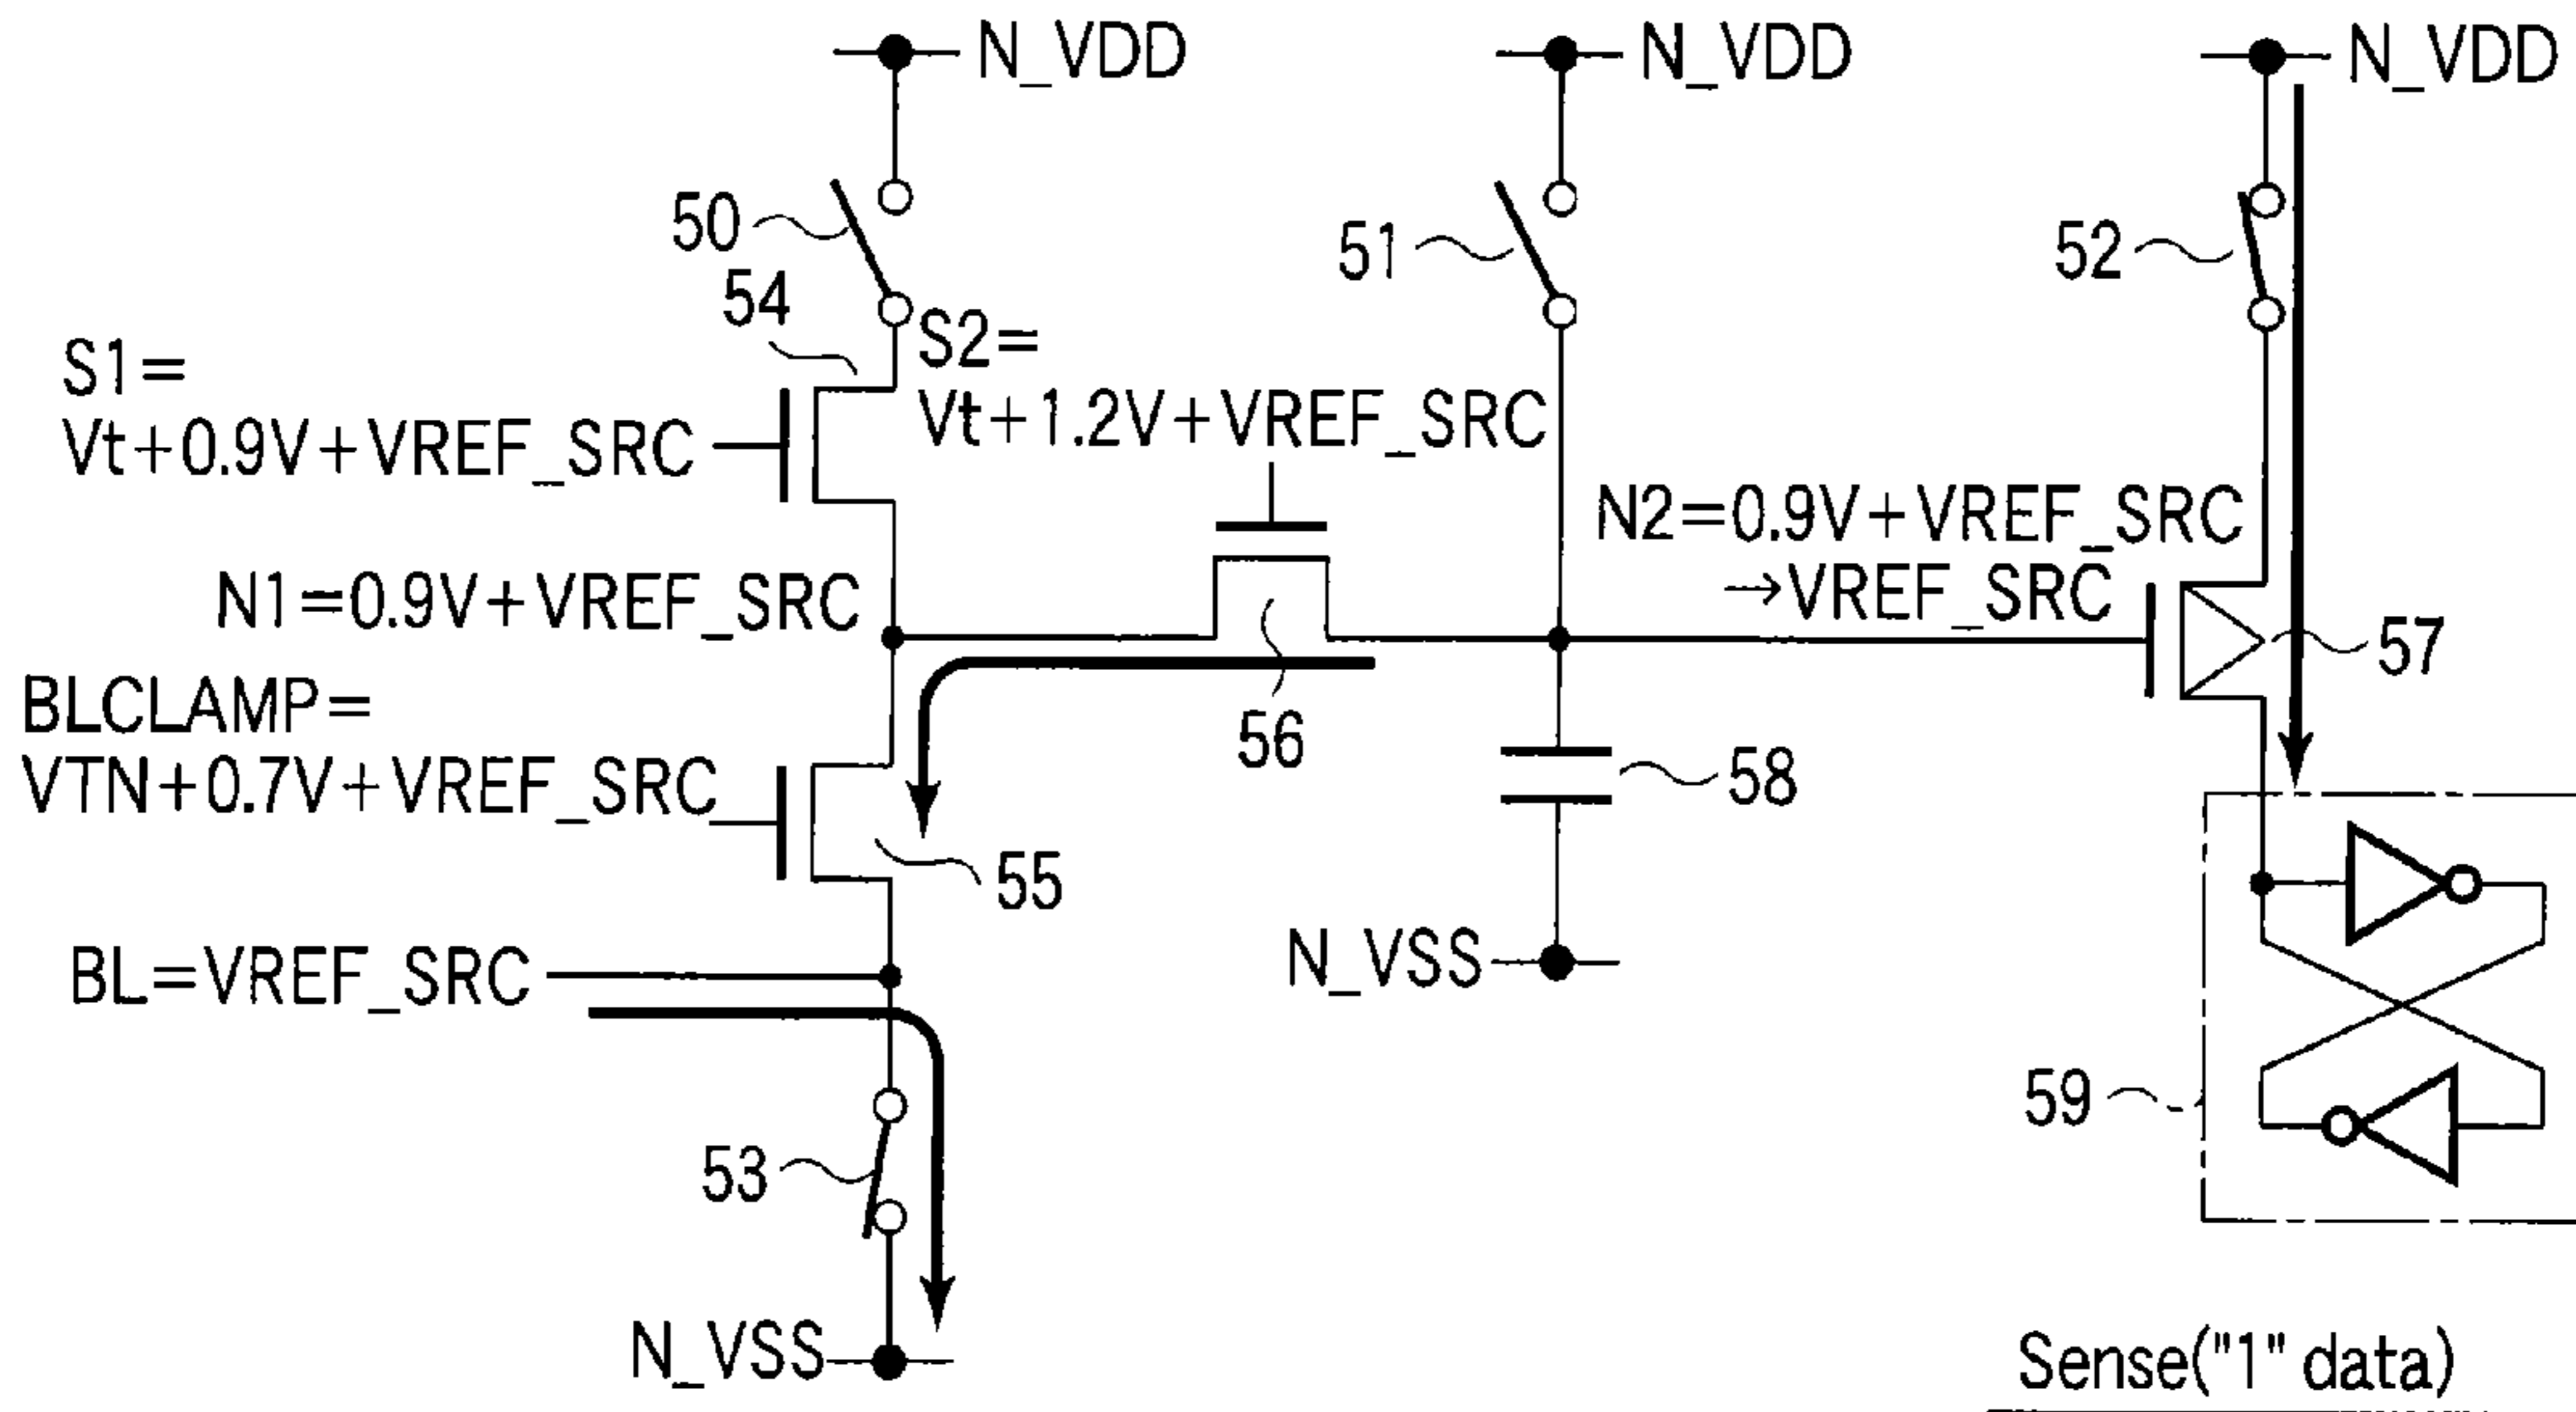 N_VDD
N_VDD
N_VDD
50
51
52
54
S1=
Vt+0.9V+VREF_SRC
S2=
Vt+1.2V+VREF_SRC
N2=0.9V+VREF_SRC
→VREF_SRC
N1=0.9V+VREF_SRC
57
56
BLCLAMP=
VTN+0.7V+VREF_SRC
58
55
BL=VREF_SRC
N_VSS
59
53
N_VSS
Sense("1" data)